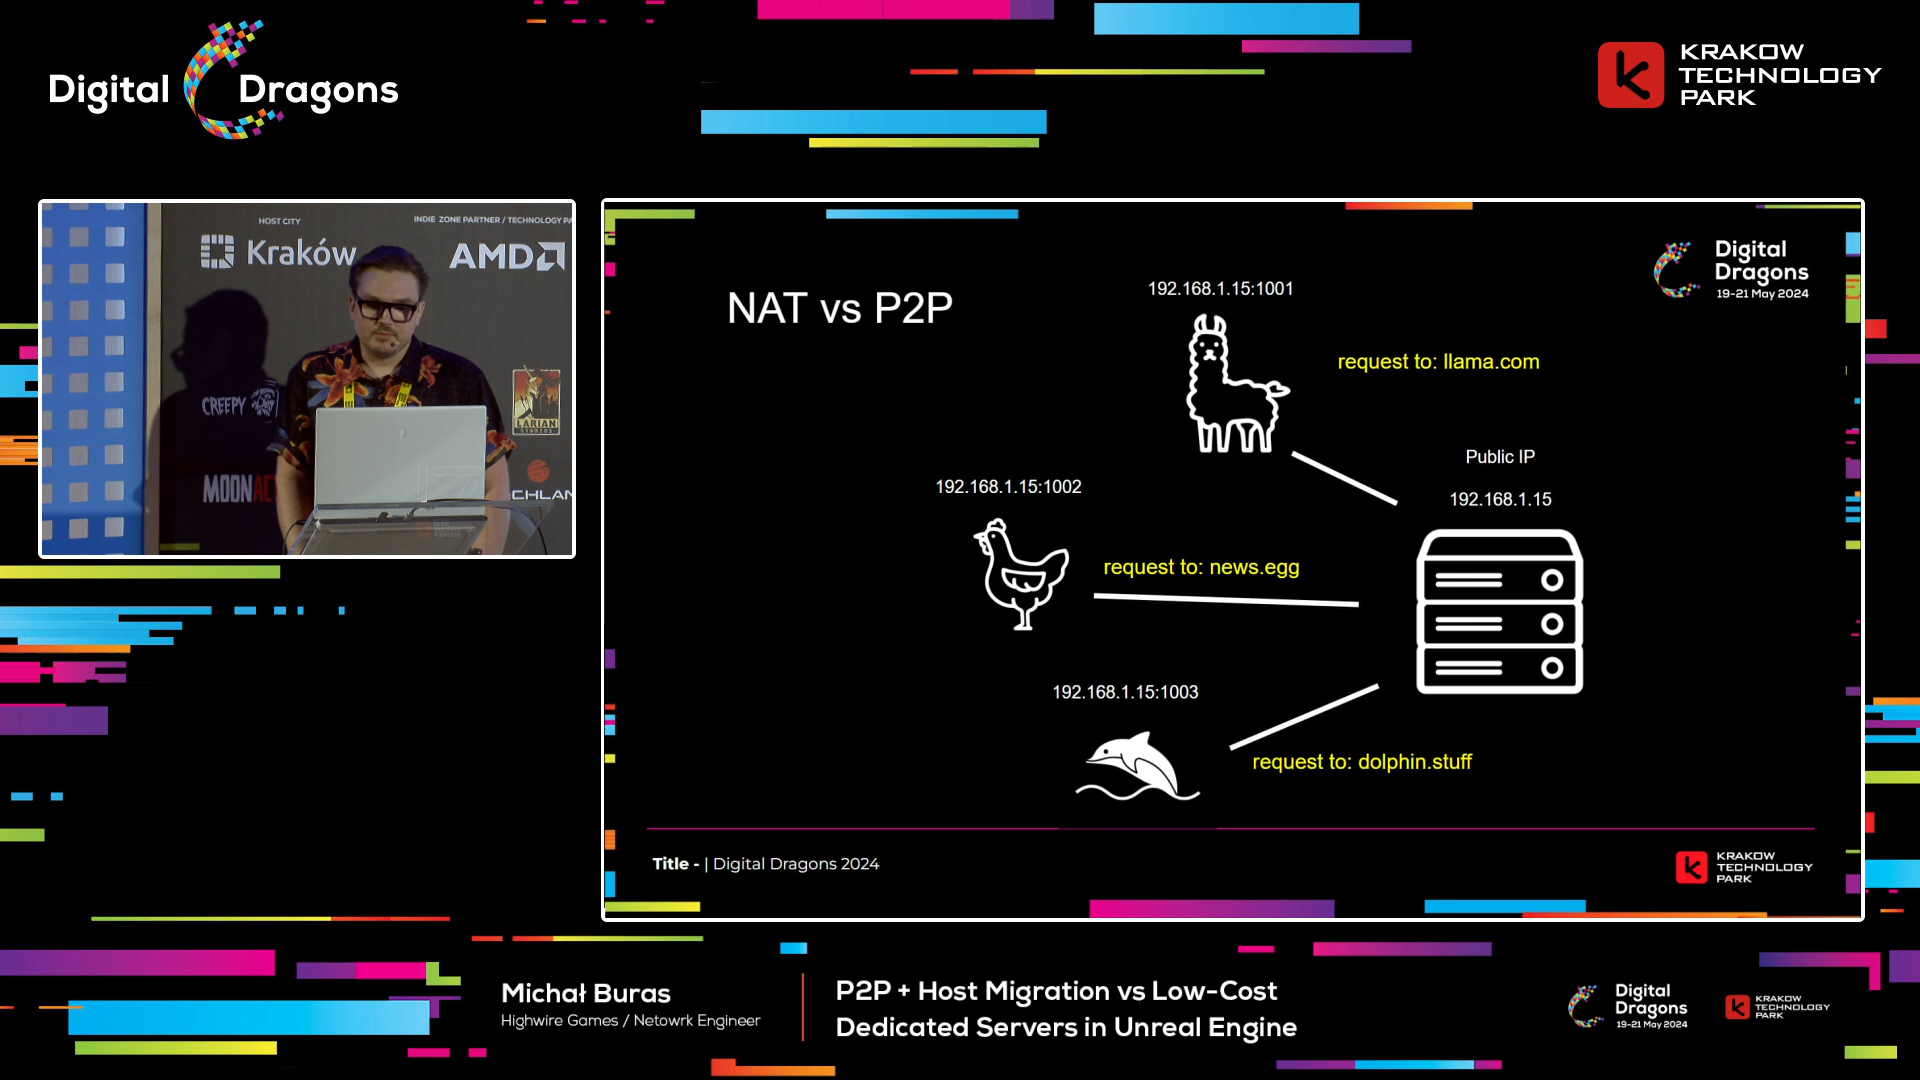 Digital Dragons
KRAKOW
TECHNOLOGY
PARK
HOST CITY
Kraków
INDIE ZONE PARTNER / TECHNOLOGY PA
AMD
CREEPY
LARIAN
STUDIOS
MOONAC
CHLAN
NAT vs P2P
Digital
Dragons
19-21 May 2024
192.168.1.15:1001
request to: llama.com
Public IP
192.168.1.15
192.168.1.15:1002
request to: news.egg
192.168.1.15:1003
request to: dolphin.stuff
Title - | Digital Dragons 2024
KRAKOW
TECHNOLOGY
PARK
Michał Buras
Highwire Games / Netowrk Engineer
P2P + Host Migration vs Low-Cost
Dedicated Servers in Unreal Engine
Digital
Dragons
19-21 May 2024
KRAKOW
TECHNOLOGY
PARK